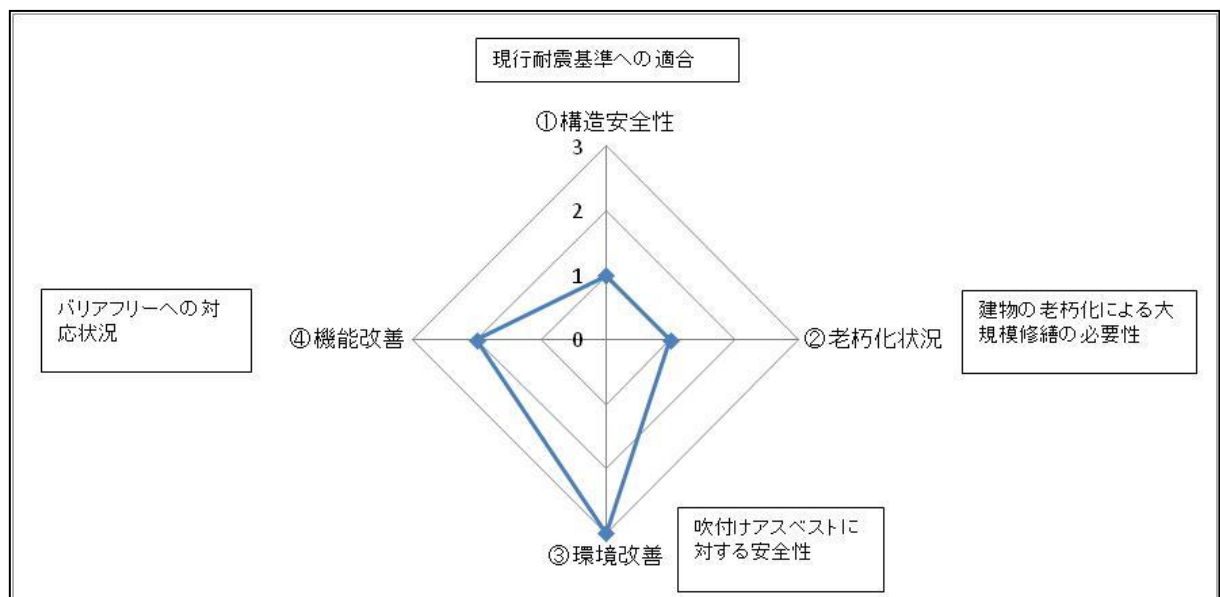 現行耐震基準への適合
①構造安全性
3
2
1
0
バリアフリーへの対
応状況
④機能改善
②老朽化状況
建物の老朽化による大
規模修繕の必要性
吹付けアスベストに
対する安全性
③環境改善